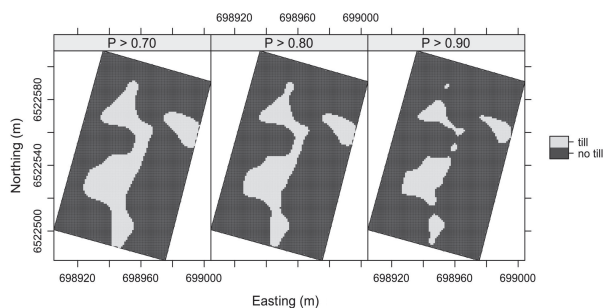 698920 698960 699000
P > 0.70 P > 0.80 P > 0.90
Northing (m)
6522580
6522540
6522500
till
no till
698920 698960 699000 698920 698960 699000
Easting (m)